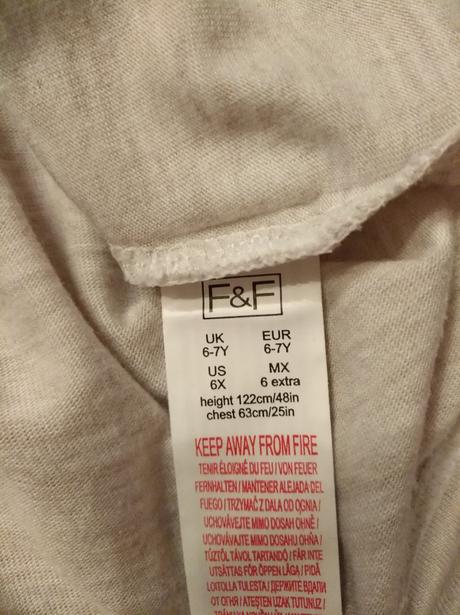 F&F
UK EUR
6-7Y 6-7Y
US MX
6X 6 extra
height 122cm/48in
chest 63cm/25in
KEEP AWAY FROM FIRE
TENIR ÉLOIGNÉ DU FEU / VON FEUER
FERNHALTEN / MANTENER ALEJADA DEL
FUEGO / TRZYMAĆ Z DALA OD OGNIA /
UCHOVÁVEJTE MIMO DOSAH OHNĚ /
UCHOVÁVAJTE MIMO DOSAHU OHŇA /
TŰZTŐL TÁVOL TARTANDÓ / FÅR INTE
UTSÄTTAS FÖR ÖPPEN LÅGA / PIDÄ
LOITOLLA TULESTA / ДЕРЖИТЕ ВДАЛИ
ОТ ОГНЯ / ATEŞTEN UZAK TUTUNUZ /